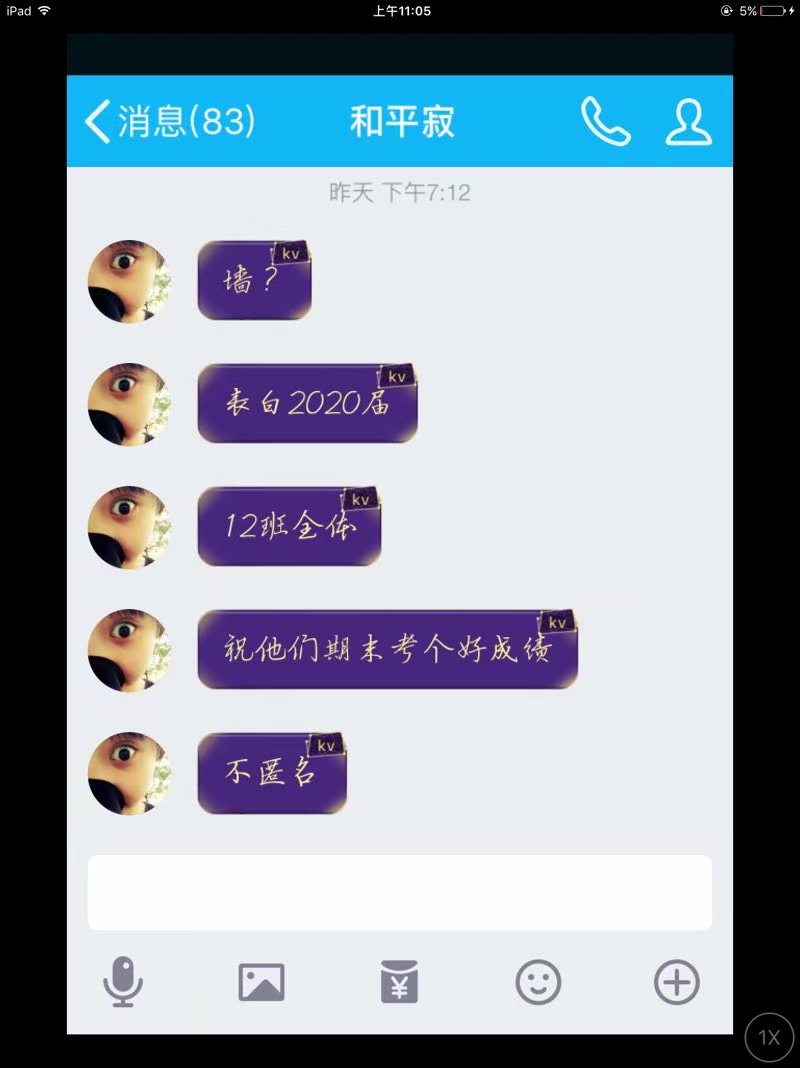 iPad 上午11:05 5%
消息(83) 和平寂
昨天 下午7:12
kv
墙？
kv
表白2020届
kv
12班全体
kv
祝他们期末考个好成绩
kv
不匿名
¥
1X